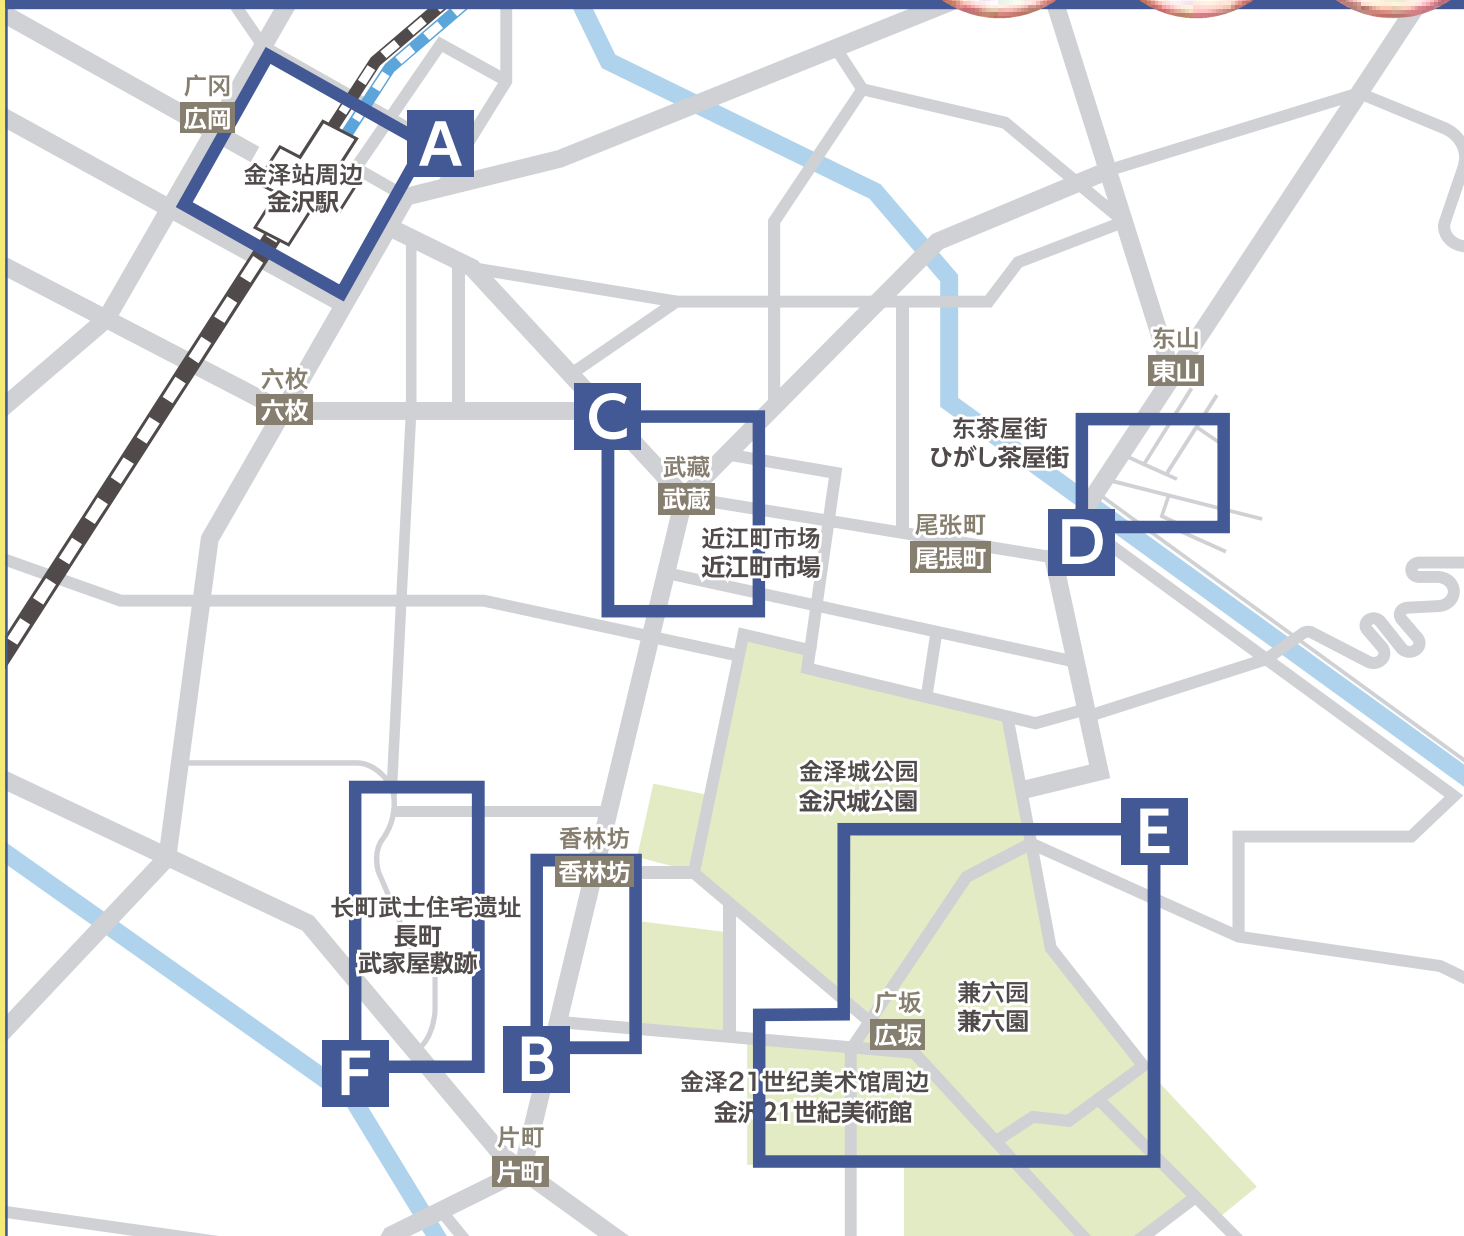 广冈
広岡
A
金泽站周边
金沢駅
东山
東山
六枚
六枚
C
东茶屋街
ひがし茶屋街
武藏
武蔵
尾张町
尾張町
近江町市场
近江町市場
D
金泽城公园
金沢城公園
E
香林坊
香林坊
长町武士住宅遗址
長町
武家屋敷跡
兼六园
兼六園
广坂
広坂
F
B
金泽21世纪美术馆周边
金沢21世紀美術館
片町
片町